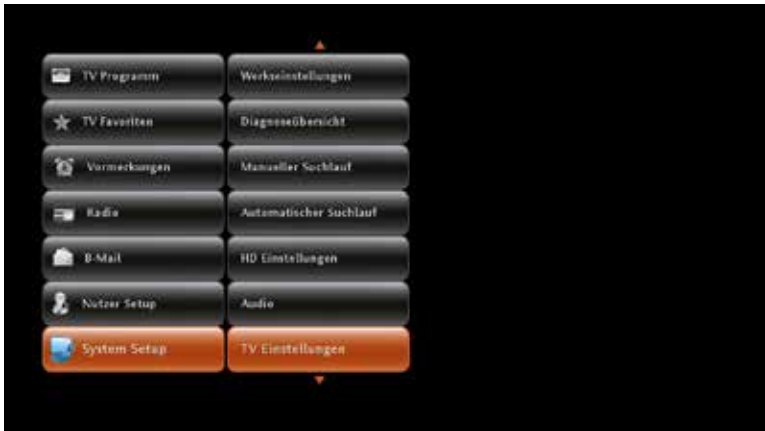 TV Programm
Werkseinstellungen
TV Favoriten
Diagnoseübersicht
Vormerkungen
Manueller Suchlauf
Radio
Automatischer Suchlauf
B-Mail
HD Einstellungen
Nutzer Setup
Audio
System Setup
TV Einstellungen